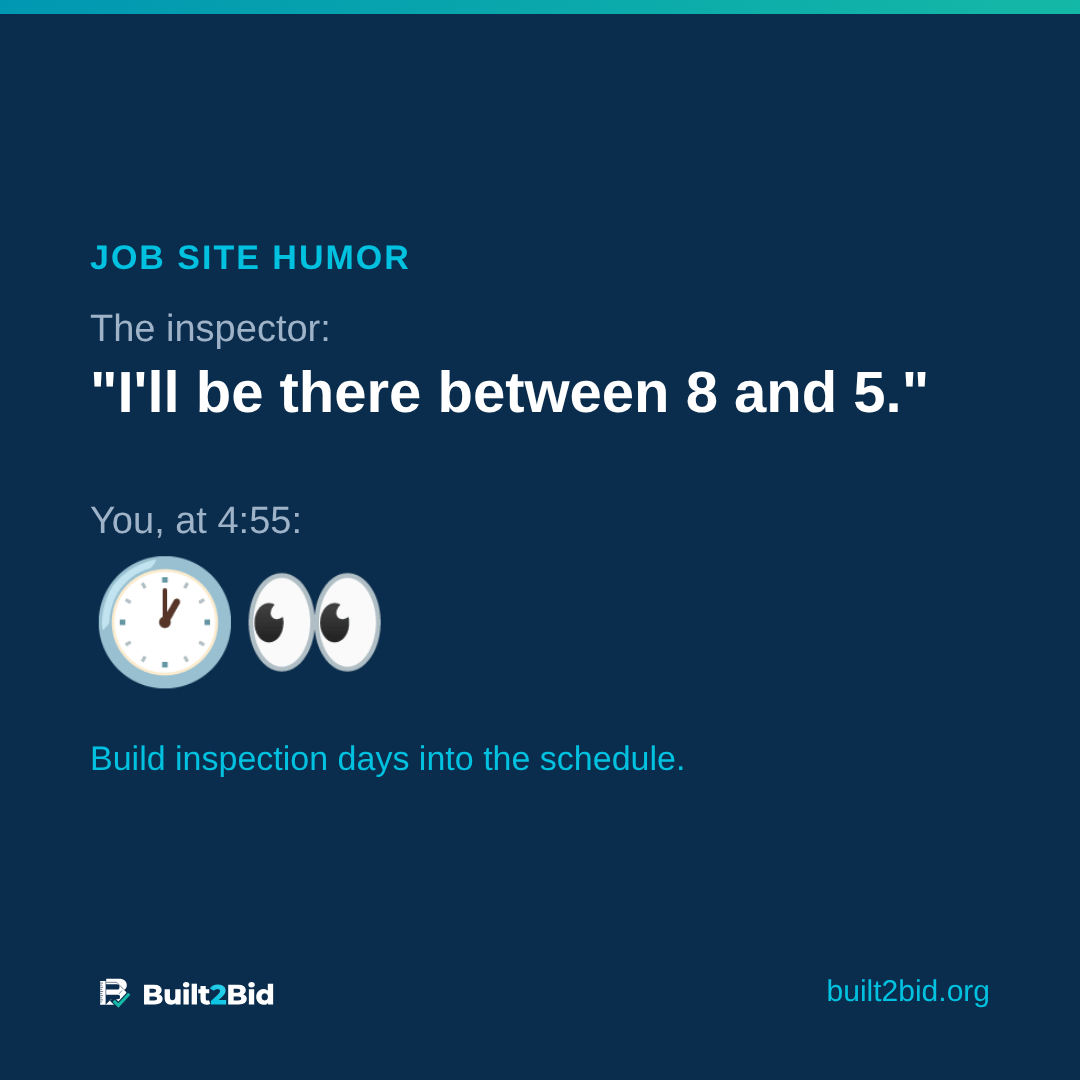 JOB SITE HUMOR
The inspector:
"I'll be there between 8 and 5."
You, at 4:55:
Build inspection days into the schedule.
Built2Bid
built2bid.org